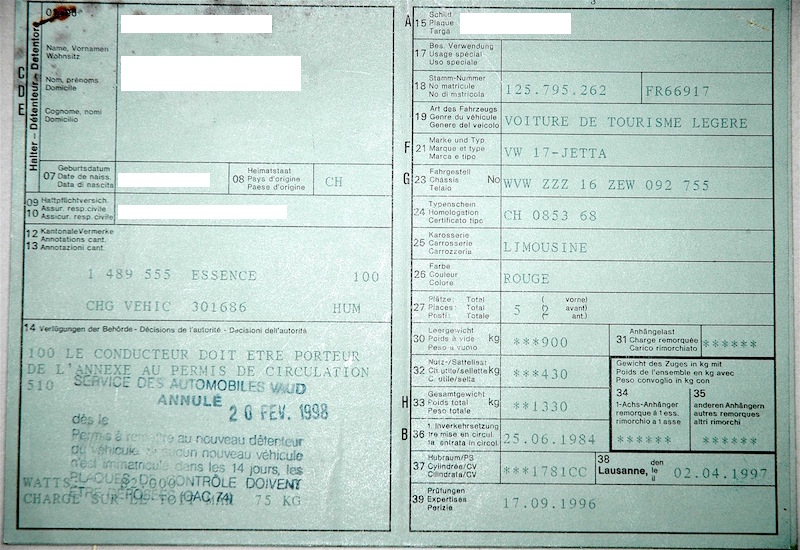 Halter - Détenteur - Detentor
C
D
E
Name, Vornamen
Wohnsitz
Nom, prénoms
Domicile
Cognome, nomi
Domicilio
07 Geburtsdatum
Date de naiss.
Data di nascita
08 Heimatstaat
Pays d'origine
Paese d'origine
CH
09 Haftpflichtversich.
10 Assur. resp. civile
Assicur. resp. civile
12 Kantonale Vermerke
13 Annotations cant.
Annotazioni cant.
1 489 555 ESSENCE 100
CHG VEHIC 301686 HUM
14 Verfügungen der Behörde - Décisions de l'autorité - Decisioni dell'autorità
100 LE CONDUCTEUR DOIT ETRE PORTEUR
DE L'ANNEXE AU PERMIS DE CIRCULATION
510
SERVICE DES AUTOMOBILES VAUD
ANNULÉ 20 FEV. 1998
dès le
Permis à remettre au nouveau détenteur
du véhicule. Si aucun nouveau véhicule
n'est immatriculé dans les 14 jours, les
PLAQUES DE CONTRÔLE DOIVENT
(OAC 74)
WATTS
CHARGE SUR LE TOIT MAX 75 KG
3
A 15 Schild
Plaque
Targa
17 Bes. Verwendung
Usage spécial
Uso speciale
18 Stamm-Nummer
No matricule
No di matricola
125.795.262 FR66917
19 Art des Fahrzeugs
Genre du véhicule
Genere del veicolo
VOITURE DE TOURISME LEGERE
F 21 Marke und Typ
Marque et type
Marca e tipo
VW 17-JETTA
G 23 Fahrgestell
Châssis No
Telaio
WVW ZZZ 16 ZEW 092 755
24 Typenschein
Homologation
Certificato tipo
CH 0853 68
25 Karosserie
Carrosserie
Carrozzeria
LIMOUSINE
26 Farbe
Couleur
Colore
ROUGE
27 Plätze: Total (vorne)
Places: Total (avant)
Posti: Totale (ant.)
5
30 Leergewicht
Poids à vide kg
Peso a vuoto
***900
31 Anhängelast
Charge remorquée
Carico rimorchiato
******
32 Nutz-/Sattellast
Ch. utile/sellette kg
C. utile/sella
***430
Gewicht des Zuges in kg mit
Poids de l'ensemble en kg avec
Peso convoglio in kg con
H 33 Gesamtgewicht
Poids total kg
Peso totale
**1330
34
1-Achs-Anhänger
remorque à 1 ess.
rimorchio a 1 asse
******
35
anderen Anhängern
autres remorques
altri rimorchi
******
B 36 1. Inverkehrsetzung
1re mise en circul.
1a entrata in circol.
25.06.1984
37 Hubraum/PS
Cylindrée/CV
Cilindrata/CV
***1781CC
38
Lausanne, den
le
il
02.04.1997
39 Prüfungen
Expertises
Perizie
17.09.1996